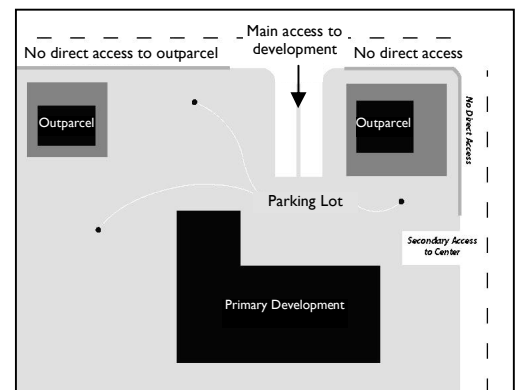 Main access to
development
No direct access to outparcel
No direct access
Outparcel
Outparcel
No Direct Access
Parking Lot
Secondary Access
to Center
Primary Development